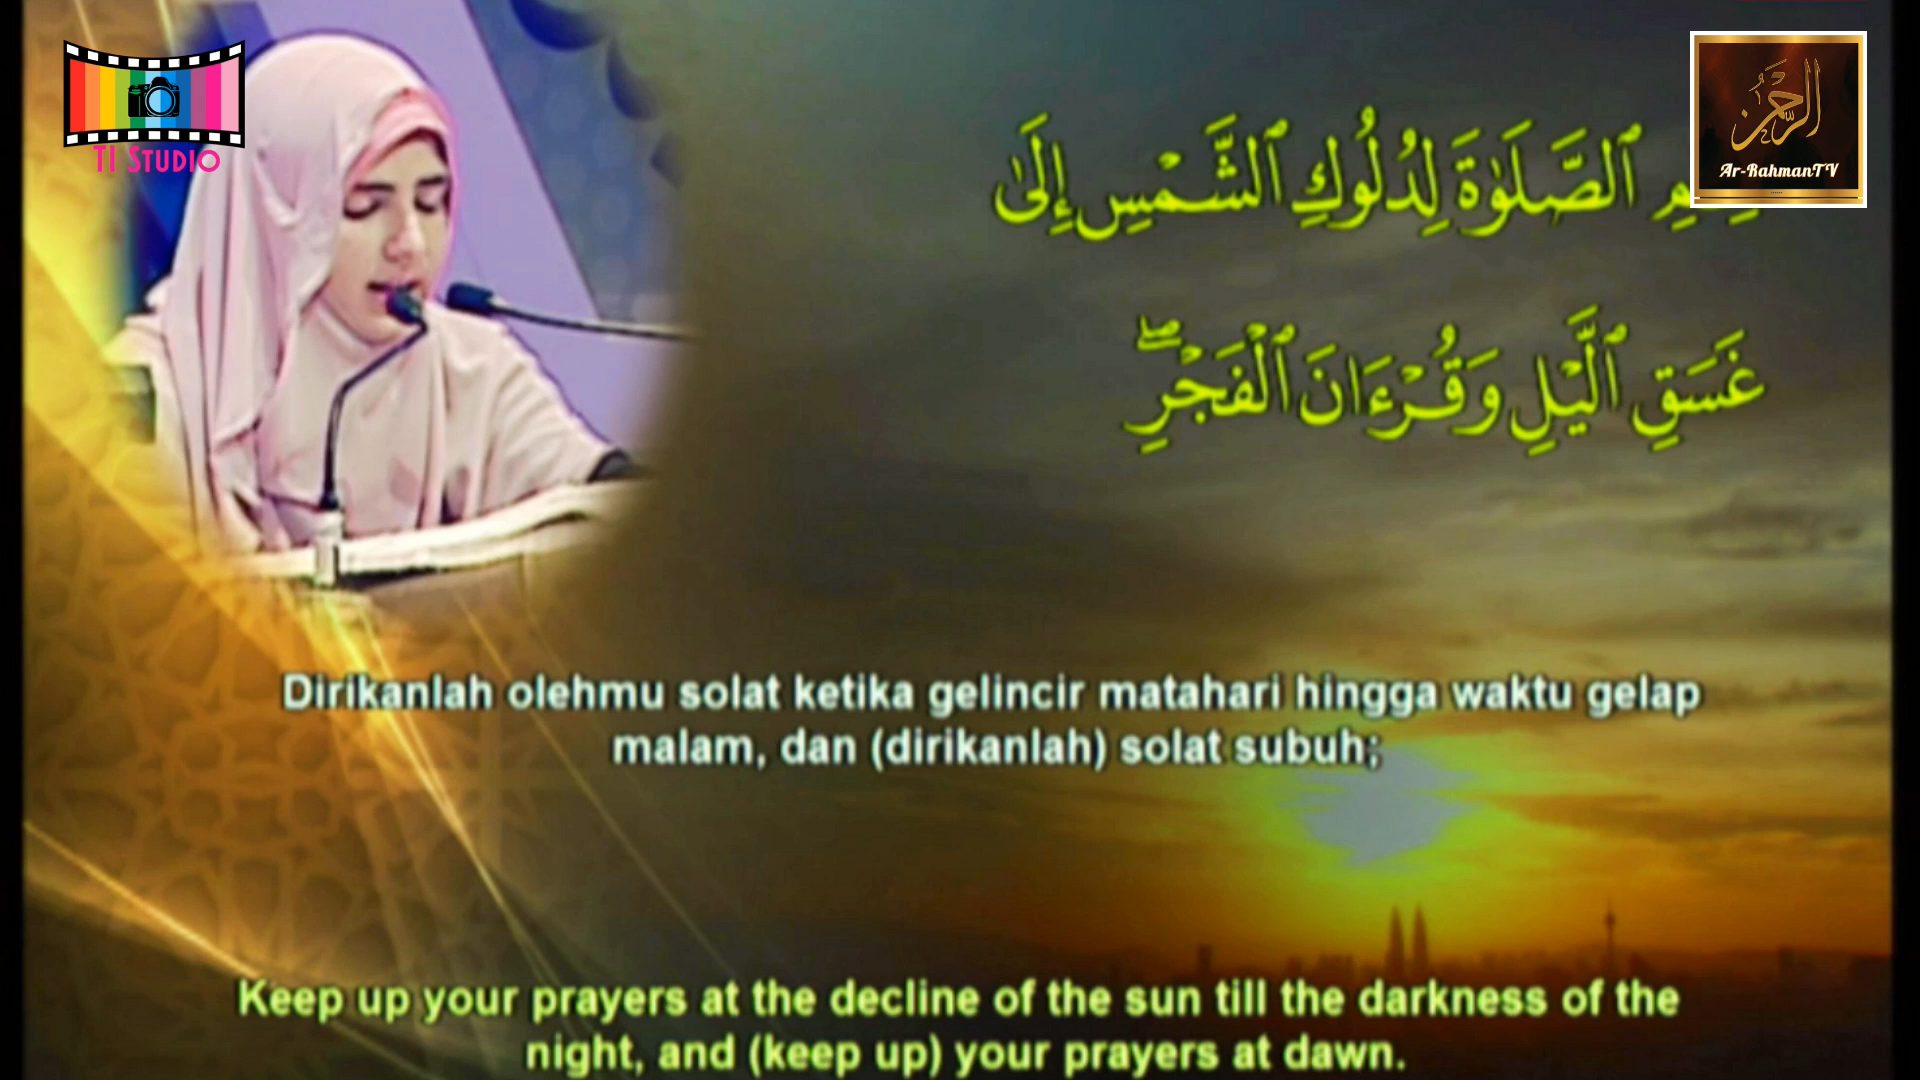 TI STUDIO
الرحمن
Ar-RahmanTV
ٱلصَّلَوٰةَ لِدُلُوكِ ٱلشَّمْسِ إِلَىٰ
غَسَقِ ٱلَّيْلِ وَقُرْءَانَ ٱلْفَجْرِ ۖ
Dirikanlah olehmu solat ketika gelincir matahari hingga waktu gelap
malam, dan (dirikanlah) solat subuh;
Keep up your prayers at the decline of the sun till the darkness of the
night, and (keep up) your prayers at dawn.